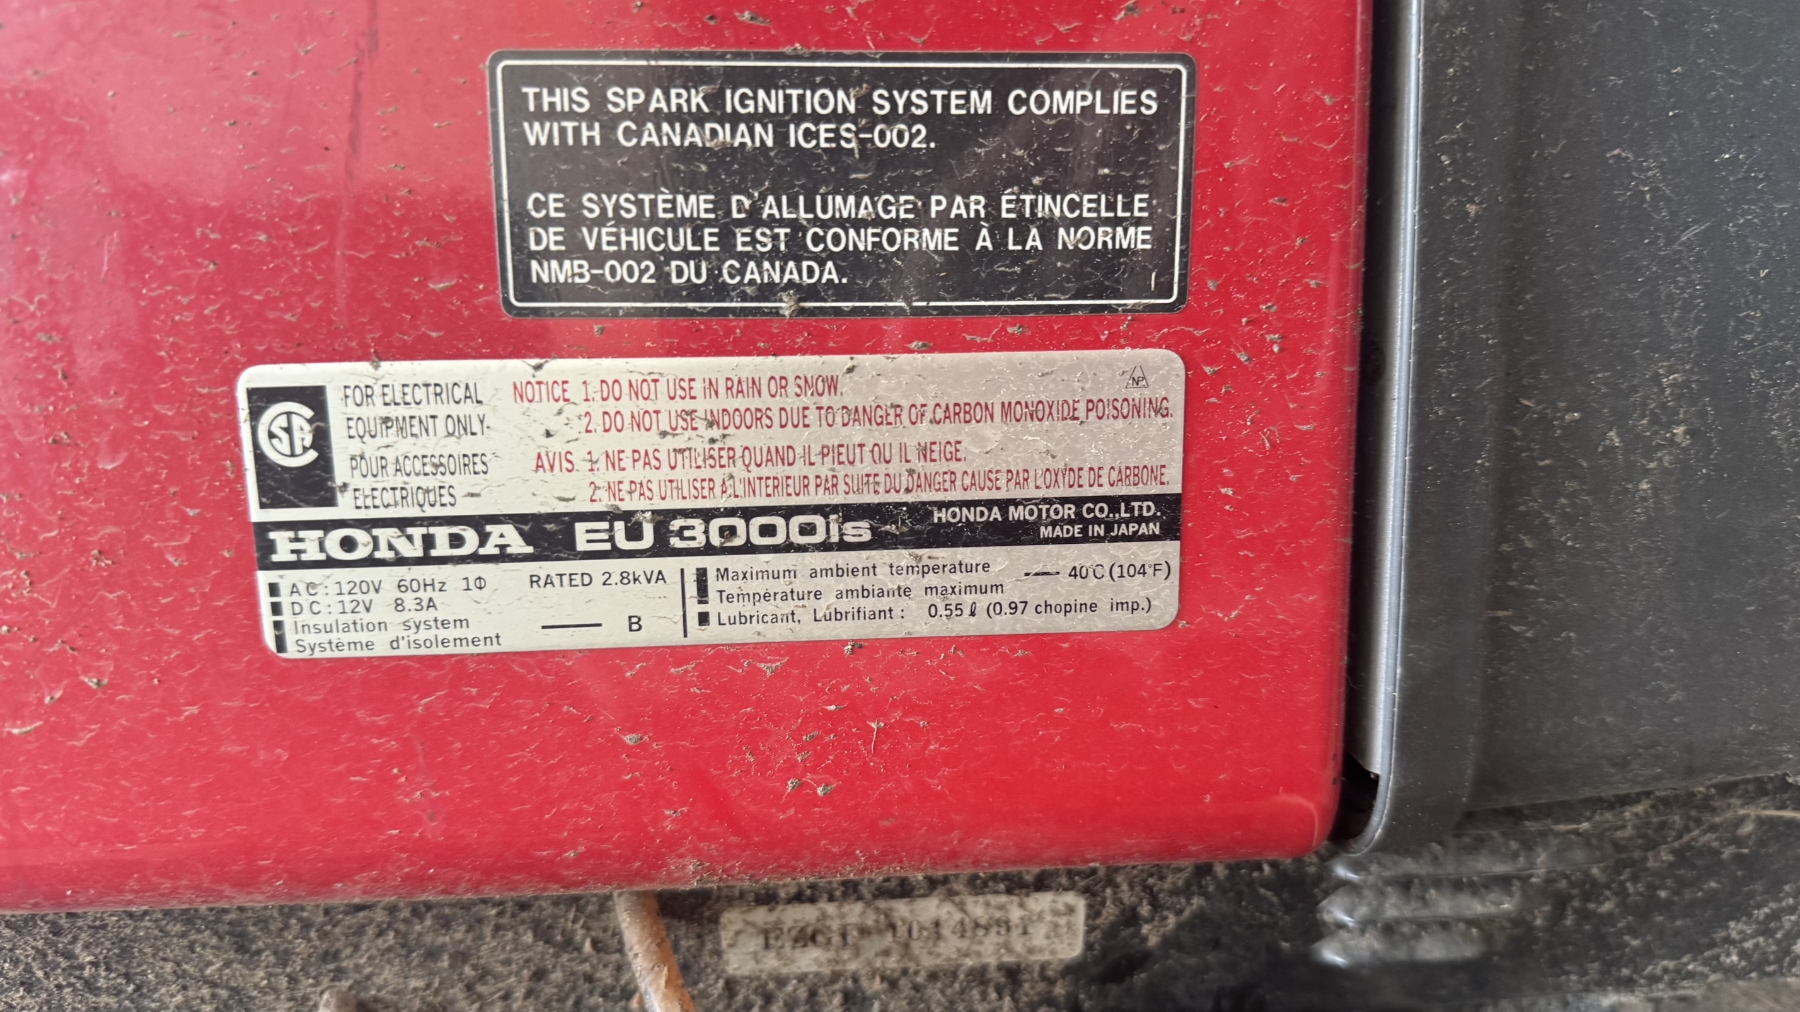 THIS SPARK IGNITION SYSTEM COMPLIES
WITH CANADIAN ICES-002.
CE SYSTÈME D'ALLUMAGE PAR ÉTINCELLE
DE VÉHICULE EST CONFORME À LA NORME
NMB-002 DU CANADA.
CSA
FOR ELECTRICAL
EQUIPMENT ONLY
POUR ACCESSOIRES
ELECTRIQUES
NOTICE 1. DO NOT USE IN RAIN OR SNOW.
2. DO NOT USE INDOORS DUE TO DANGER OF CARBON MONOXIDE POISONING.
AVIS 1. NE PAS UTILISER QUAND IL PIEUT OU IL NEIGE.
2. NE PAS UTILISER À L'INTERIEUR PAR SUITE DU DANGER CAUSE PAR L'OXYDE DE CARBONE.
NP
HONDA EU 3000is
HONDA MOTOR CO.,LTD.
MADE IN JAPAN
AC:120V 60Hz 1Φ RATED 2.8kVA
DC:12V 8.3A
Insulation system
Système d'isolement — B
Maximum ambient temperature
Température ambiante maximum — 40°C (104°F)
Lubricant, Lubrifiant : 0.55 ℓ (0.97 chopine imp.)